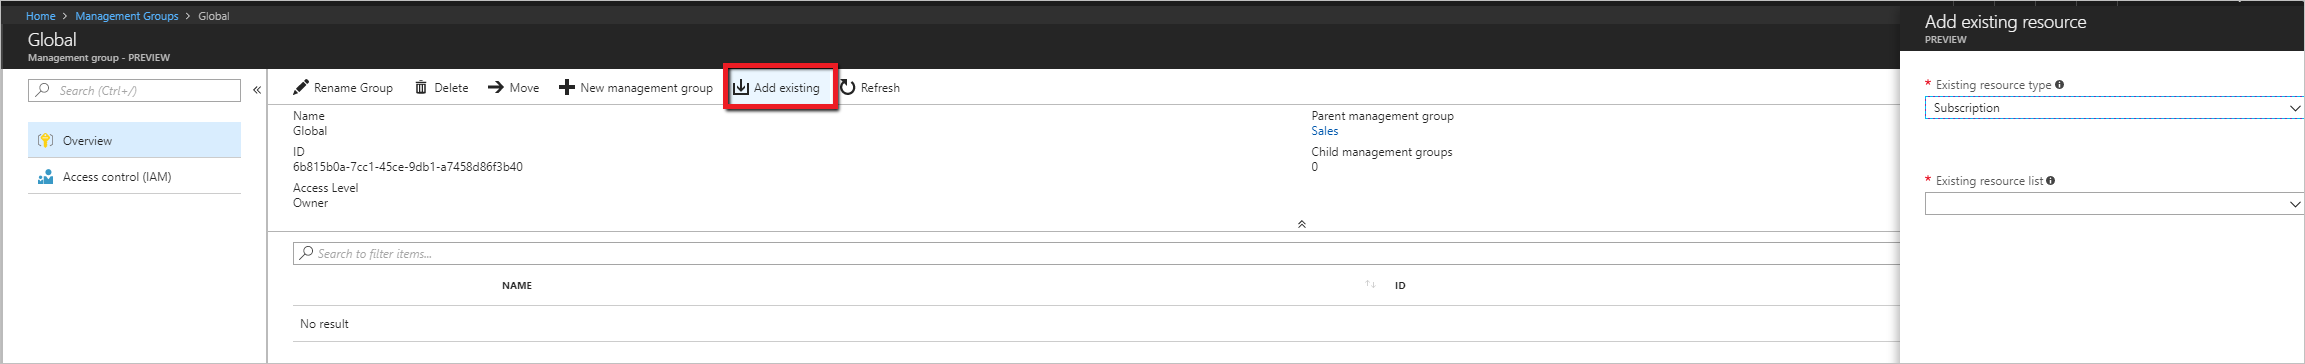 Home > Management Groups > Global
Global
Management group - PREVIEW
Search (Ctrl+/)
Overview
Access control (IAM)
Rename Group Delete Move New management group Add existing Refresh
Name
Global
ID
6b815b0a-7cc1-45ce-9db1-a7458d86f3b40
Access Level
Owner
Parent management group
Sales
Child management groups
0
Search to filter items...
NAME ID
No result
Add existing resource
PREVIEW
* Existing resource type
Subscription
* Existing resource list